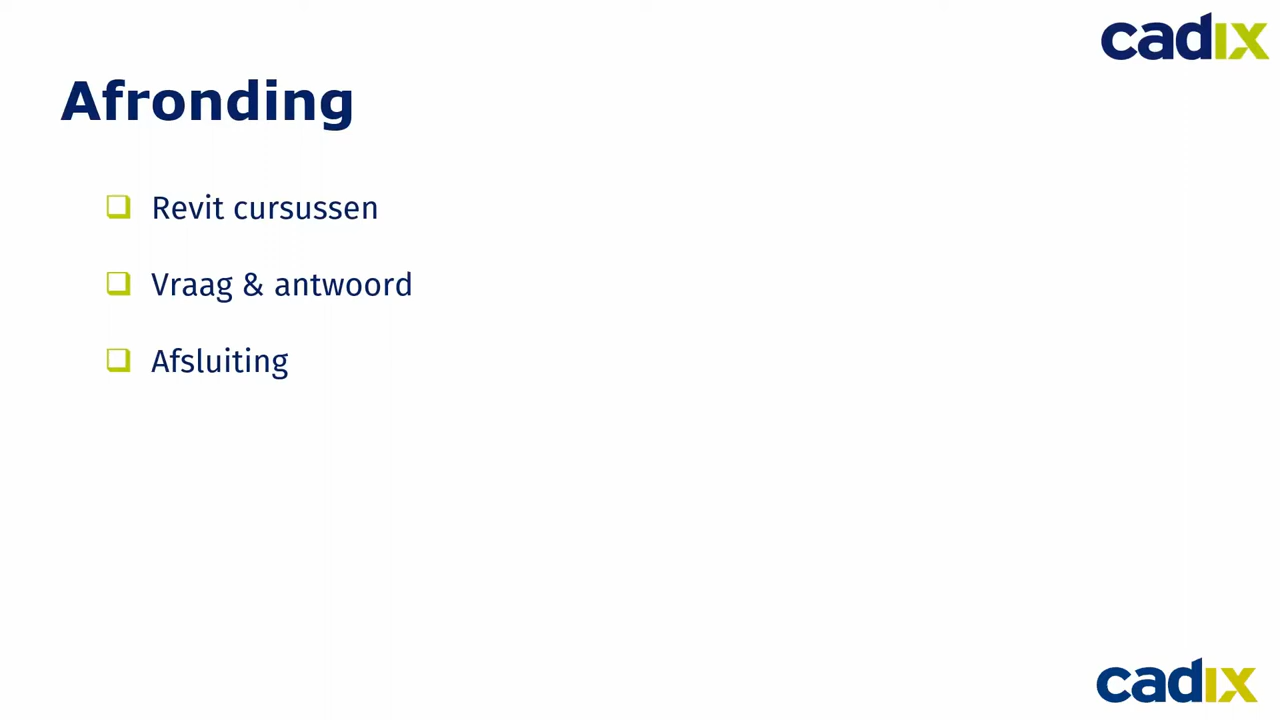 cadix
Afronding
Revit cursussen
Vraag & antwoord
Afsluiting
cadix